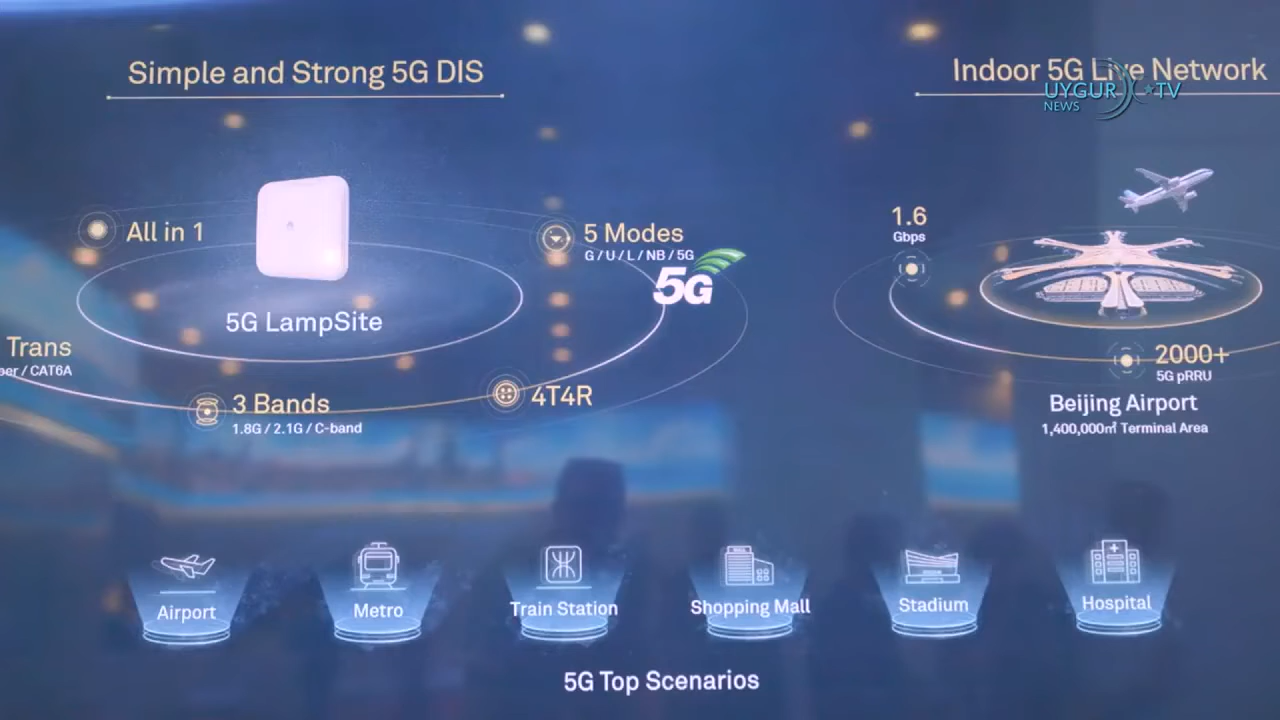 Simple and Strong 5G DIS
Indoor 5G Live Network
UYGUR TV
NEWS
All in 1
5 Modes
G / U / L / NB / 5G
5G
1.6
Gbps
5G LampSite
Trans
/ CAT6A
3 Bands
1.8G / 2.1G / C-band
4T4R
2000+
5G pRRU
Beijing Airport
1,400,000㎡ Terminal Area
Airport
Metro
Train Station
Shopping Mall
Stadium
Hospital
5G Top Scenarios